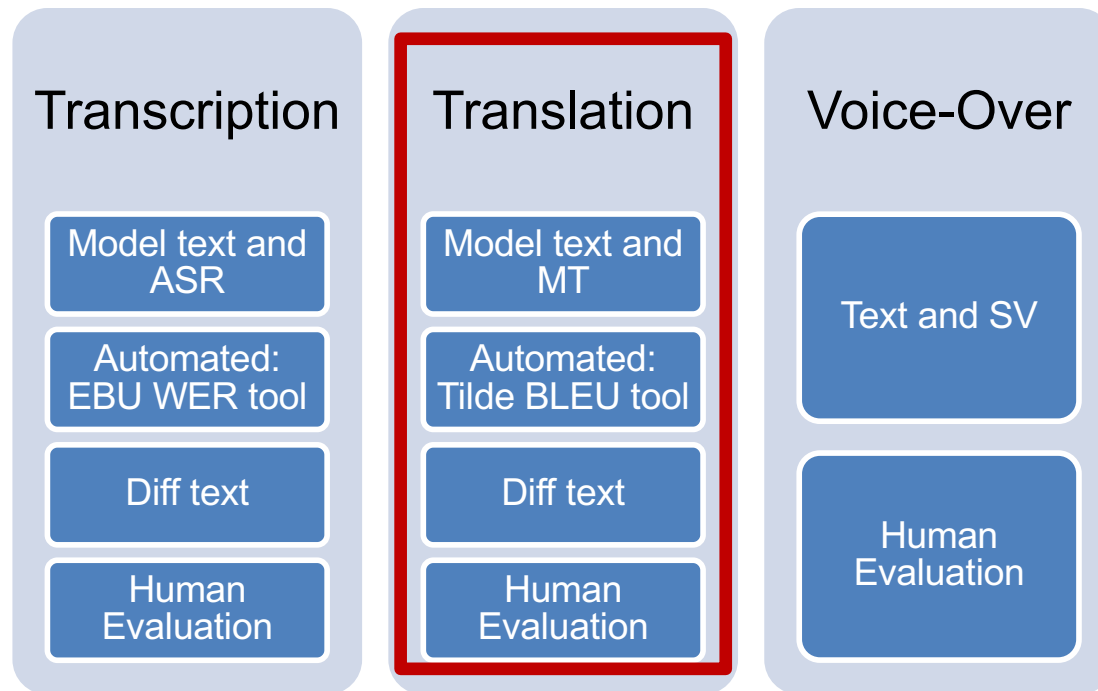 Transcription
Model text and
ASR
Automated:
EBU WER tool
Diff text
Human
Evaluation
Translation
Model text and
MT
Automated:
Tilde BLEU tool
Diff text
Human
Evaluation
Voice-Over
Text and SV
Human
Evaluation